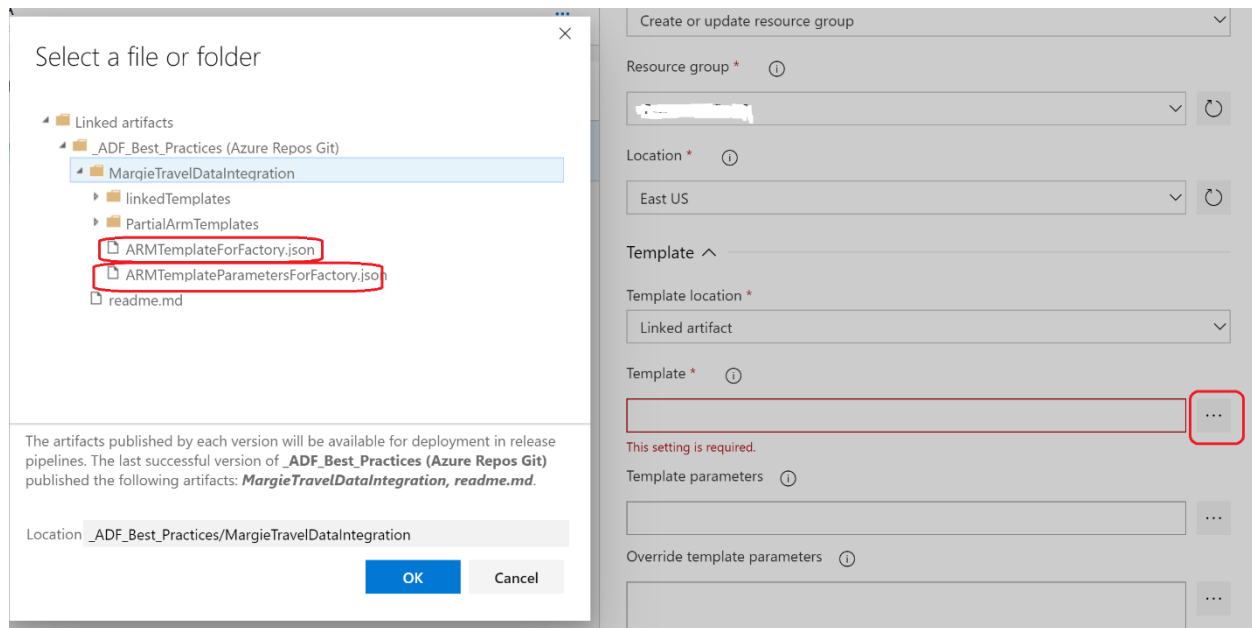 Select a file or folder
Linked artifacts
_ADF_Best_Practices (Azure Repos Git)
MargieTravelDataIntegration
linkedTemplates
PartialArmTemplates
ARMTemplateForFactory.json
ARMTemplateParametersForFactory.json
readme.md
The artifacts published by each version will be available for deployment in release
pipelines. The last successful version of _ADF_Best_Practices (Azure Repos Git)
published the following artifacts: MargieTravelDataIntegration, readme.md.
Location _ADF_Best_Practices/MargieTravelDataIntegration
OK Cancel
Create or update resource group
Resource group *
Location *
East US
Template
Template location *
Linked artifact
Template *
...
This setting is required.
Template parameters
...
Override template parameters
...